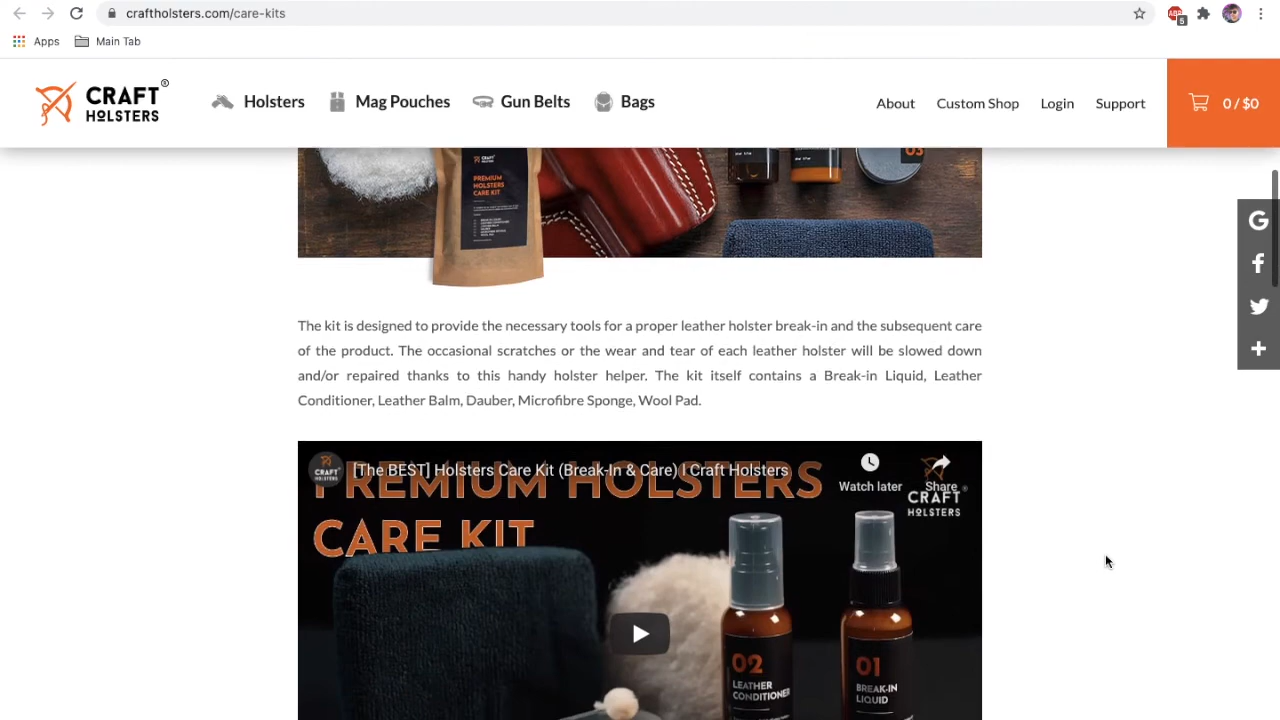 craftholsters.com/care-kits
5
Apps
Main Tab
CRAFT ®
HOLSTERS
Holsters
Mag Pouches
Gun Belts
Bags
About
Custom Shop
Login
Support
0 / $0
CRAFT
PREMIUM
HOLSTERS
CARE KIT
03
The kit is designed to provide the necessary tools for a proper leather holster break-in and the subsequent care
of the product. The occasional scratches or the wear and tear of each leather holster will be slowed down
and/or repaired thanks to this handy holster helper. The kit itself contains a Break-in Liquid, Leather
Conditioner, Leather Balm, Dauber, Microfibre Sponge, Wool Pad.
[The BEST] Holsters Care Kit (Break-In & Care) I Craft Holsters
Watch later
Share
PREMIUM HOLSTERS
CARE KIT
CRAFT ®
HOLSTERS
02
LEATHER
CONDITIONER
01
BREAK-IN
LIQUID